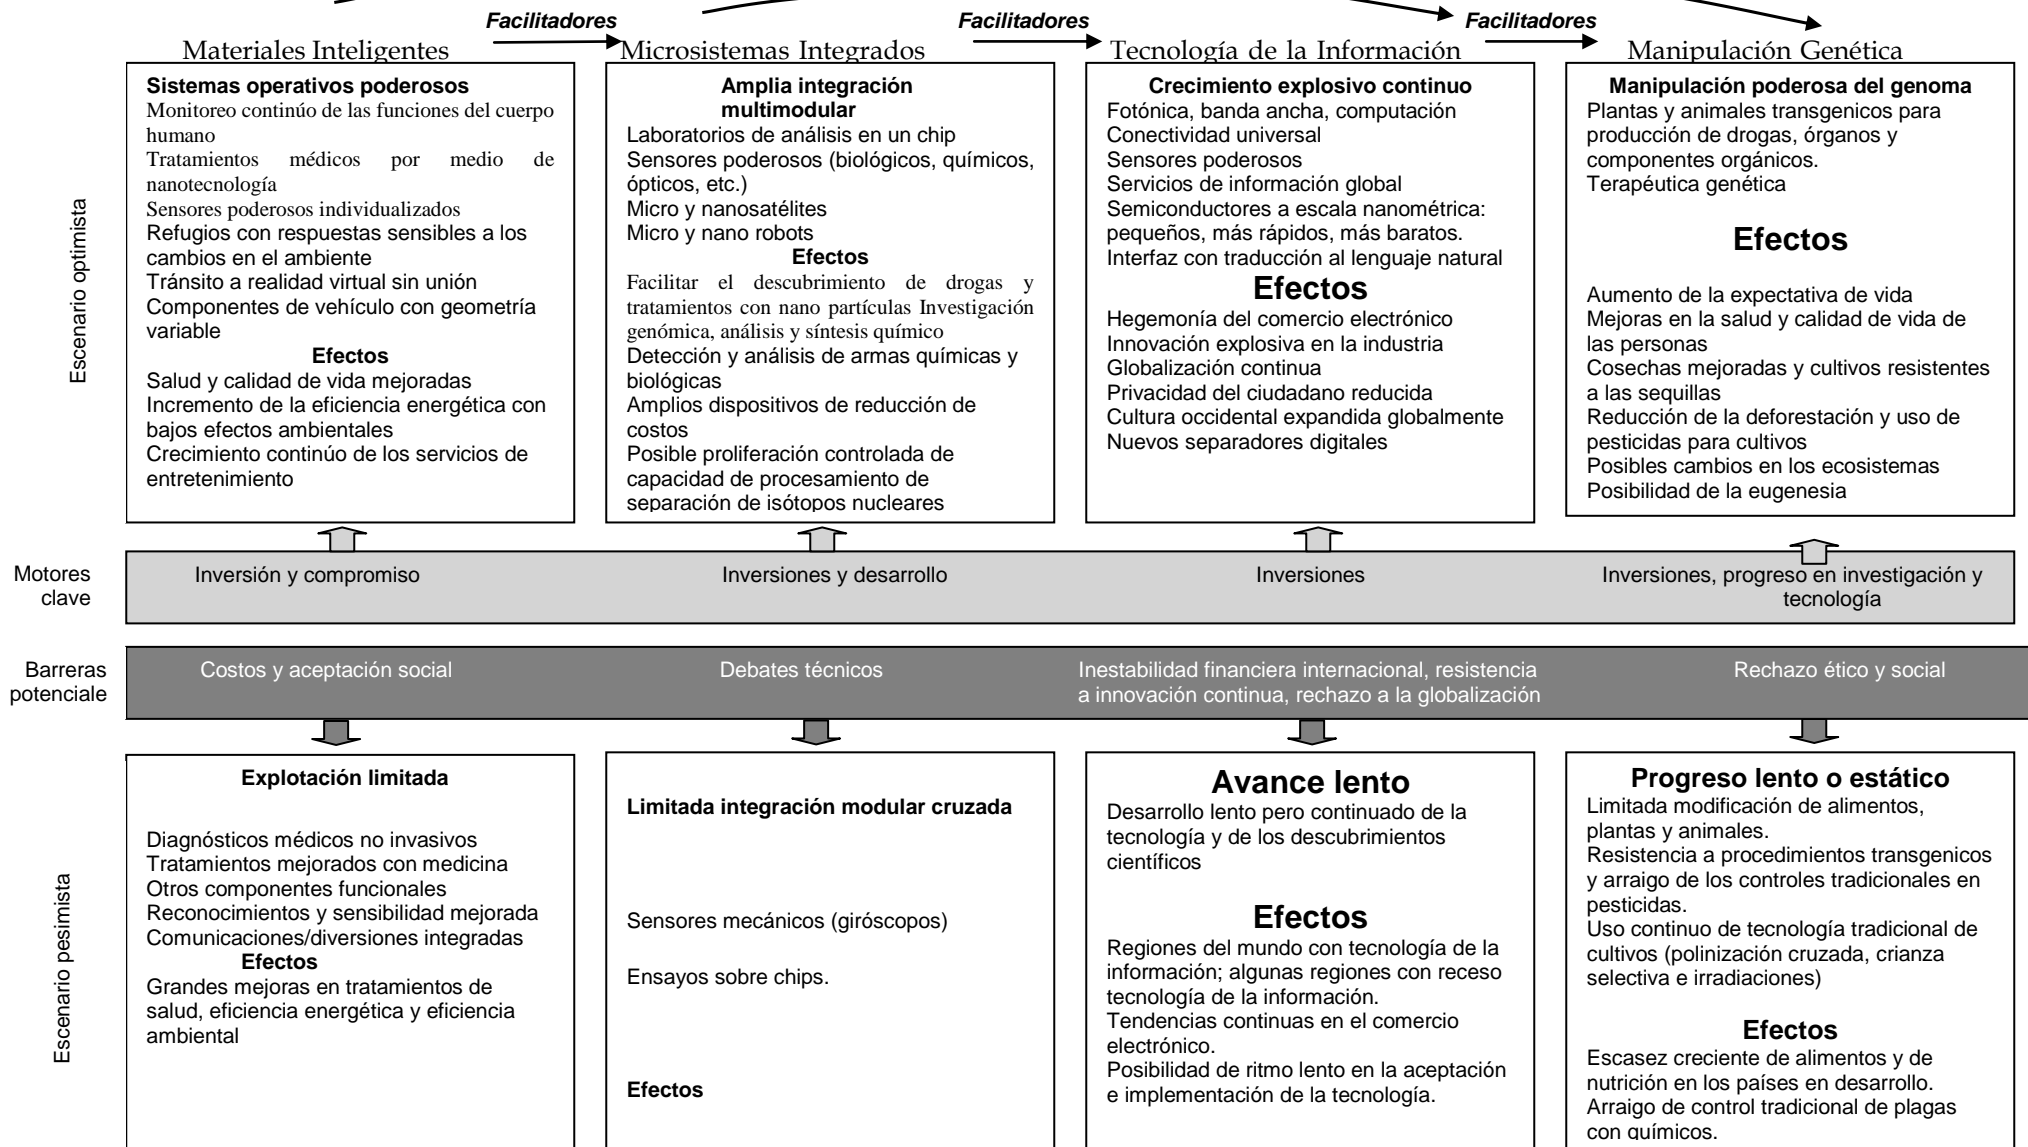 Facilitadores
Facilitadores
Facilitadores
Materiales Inteligentes
Microsistemas Integrados
Tecnología de la Información
Manipulación Genética
Escenario optimista
Sistemas operativos poderosos
Monitoreo continúo de las funciones del cuerpo
humano
Tratamientos médicos por medio de
nanotecnología
Sensores poderosos individualizados
Refugios con respuestas sensibles a los
cambios en el ambiente
Tránsito a realidad virtual sin unión
Componentes de vehículo con geometría
variable
Efectos
Salud y calidad de vida mejoradas
Incremento de la eficiencia energética con
bajos efectos ambientales
Crecimiento continúo de los servicios de
entretenimiento
Amplia integración
multimodular
Laboratorios de análisis en un chip
Sensores poderosos (biológicos, químicos,
ópticos, etc.)
Micro y nanosatélites
Micro y nano robots
Efectos
Facilitar el descubrimiento de drogas y
tratamientos con nano partículas Investigación
genómica, análisis y síntesis químico
Detección y análisis de armas químicas y
biológicas
Amplios dispositivos de reducción de
costos
Posible proliferación controlada de
capacidad de procesamiento de
separación de isótopos nucleares
Crecimiento explosivo continuo
Fotónica, banda ancha, computación
Conectividad universal
Sensores poderosos
Servicios de información global
Semiconductores a escala nanométrica:
pequeños, más rápidos, más baratos.
Interfaz con traducción al lenguaje natural
Efectos
Hegemonía del comercio electrónico
Innovación explosiva en la industria
Globalización continua
Privacidad del ciudadano reducida
Cultura occidental expandida globalmente
Nuevos separadores digitales
Manipulación poderosa del genoma
Plantas y animales transgenicos para
producción de drogas, órganos y
componentes orgánicos.
Terapéutica genética
Efectos
Aumento de la expectativa de vida
Mejoras en la salud y calidad de vida de
las personas
Cosechas mejoradas y cultivos resistentes
a las sequillas
Reducción de la deforestación y uso de
pesticidas para cultivos
Posibles cambios en los ecosistemas
Posibilidad de la eugenesia
Motores
clave
Inversión y compromiso
Inversiones y desarrollo
Inversiones
Inversiones, progreso en investigación y
tecnología
Barreras
potenciale
Costos y aceptación social
Debates técnicos
Inestabilidad financiera internacional, resistencia
a innovación continua, rechazo a la globalización
Rechazo ético y social
Escenario pesimista
Explotación limitada
Diagnósticos médicos no invasivos
Tratamientos mejorados con medicina
Otros componentes funcionales
Reconocimientos y sensibilidad mejorada
Comunicaciones/diversiones integradas
Efectos
Grandes mejoras en tratamientos de
salud, eficiencia energética y eficiencia
ambiental
Limitada integración modular cruzada
Sensores mecánicos (giróscopos)
Ensayos sobre chips.
Efectos
Avance lento
Desarrollo lento pero continuado de la
tecnología y de los descubrimientos
científicos
Efectos
Regiones del mundo con tecnología de la
información; algunas regiones con receso
tecnología de la información.
Tendencias continuas en el comercio
electrónico.
Posibilidad de ritmo lento en la aceptación
e implementación de la tecnología.
Progreso lento o estático
Limitada modificación de alimentos,
plantas y animales.
Resistencia a procedimientos transgenicos
y arraigo de los controles tradicionales en
pesticidas.
Uso continuo de tecnología tradicional de
cultivos (polinización cruzada, crianza
selectiva e irradiaciones)
Efectos
Escasez creciente de alimentos y de
nutrición en los países en desarrollo.
Arraigo de control tradicional de plagas
con químicos.